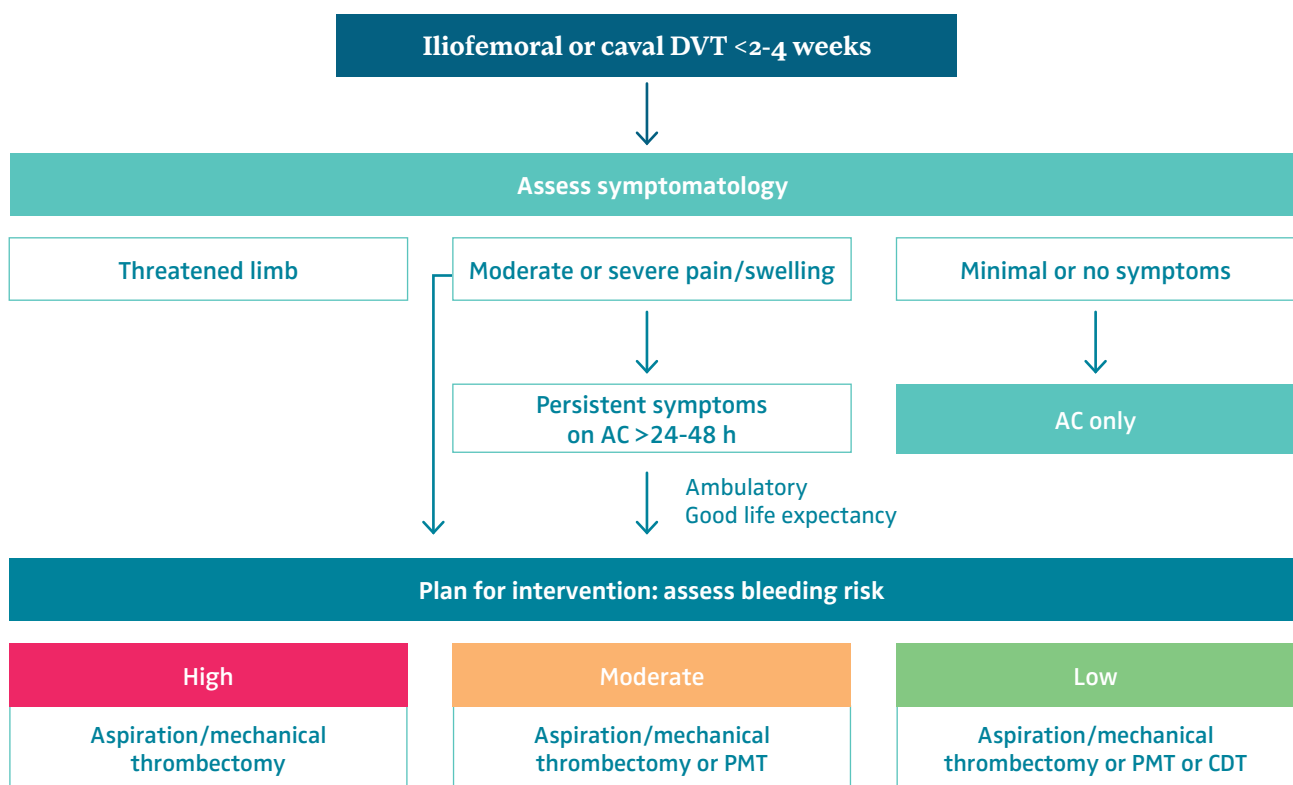 Iliofemoral or caval DVT <2-4 weeks
Assess symptomatology
Threatened limb
Moderate or severe pain/swelling
Minimal or no symptoms
Persistent symptoms
on AC >24-48 h
AC only
Ambulatory
Good life expectancy
Plan for intervention: assess bleeding risk
High
Moderate
Low
Aspiration/mechanical
thrombectomy
Aspiration/mechanical
thrombectomy or PMT
Aspiration/mechanical
thrombectomy or PMT or CDT